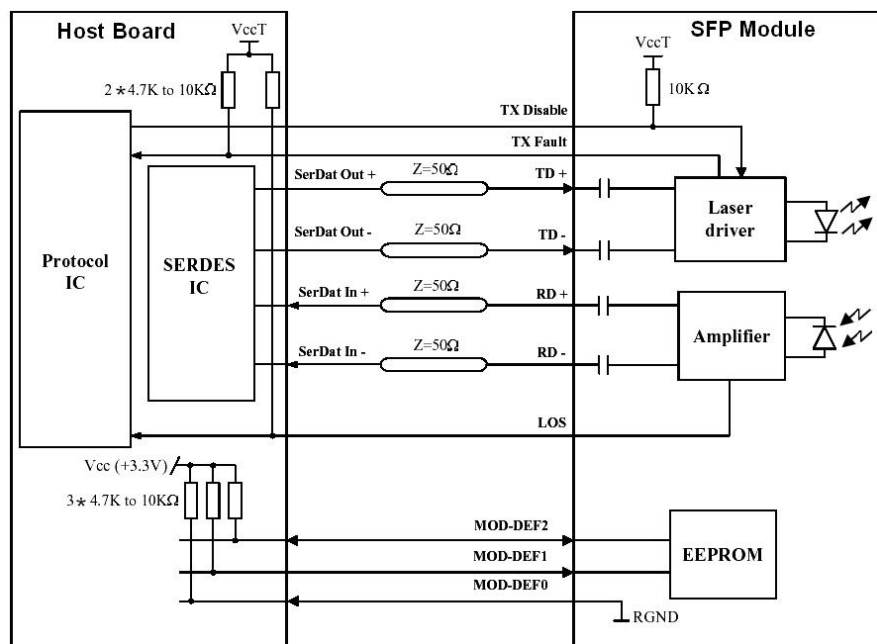 Host Board
SFP Module
VccT
VccT
2*4.7K to 10KΩ
10KΩ
TX Disable
TX Fault
SerDat Out +
Z=50Ω
TD +
SerDat Out -
Z=50Ω
TD -
Laser
driver
Protocol
IC
SERDES
IC
SerDat In +
Z=50Ω
RD +
SerDat In -
Z=50Ω
RD -
Amplifier
LOS
Vcc (+3.3V)
3*4.7K to 10KΩ
MOD-DEF2
MOD-DEF1
MOD-DEF0
EEPROM
RGND